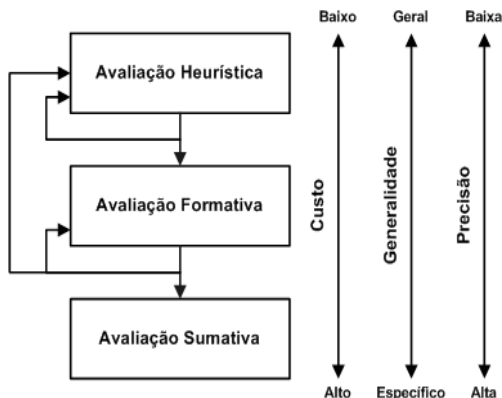 Baixo Geral Baixa
Avaliação Heurística
Avaliação Formativa
Avaliação Sumativa
Custo
Generalidade
Precisão
Alto Específico Alta